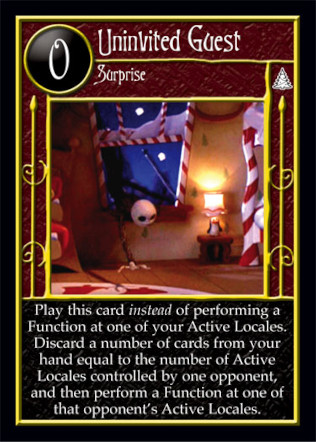 0
Uninvited Guest
Surprise
Play this card instead of performing a
Function at one of your Active Locales.
Discard a number of cards from your
hand equal to the number of Active
Locales controlled by one opponent,
and then perform a Function at one of
that opponent's Active Locales.